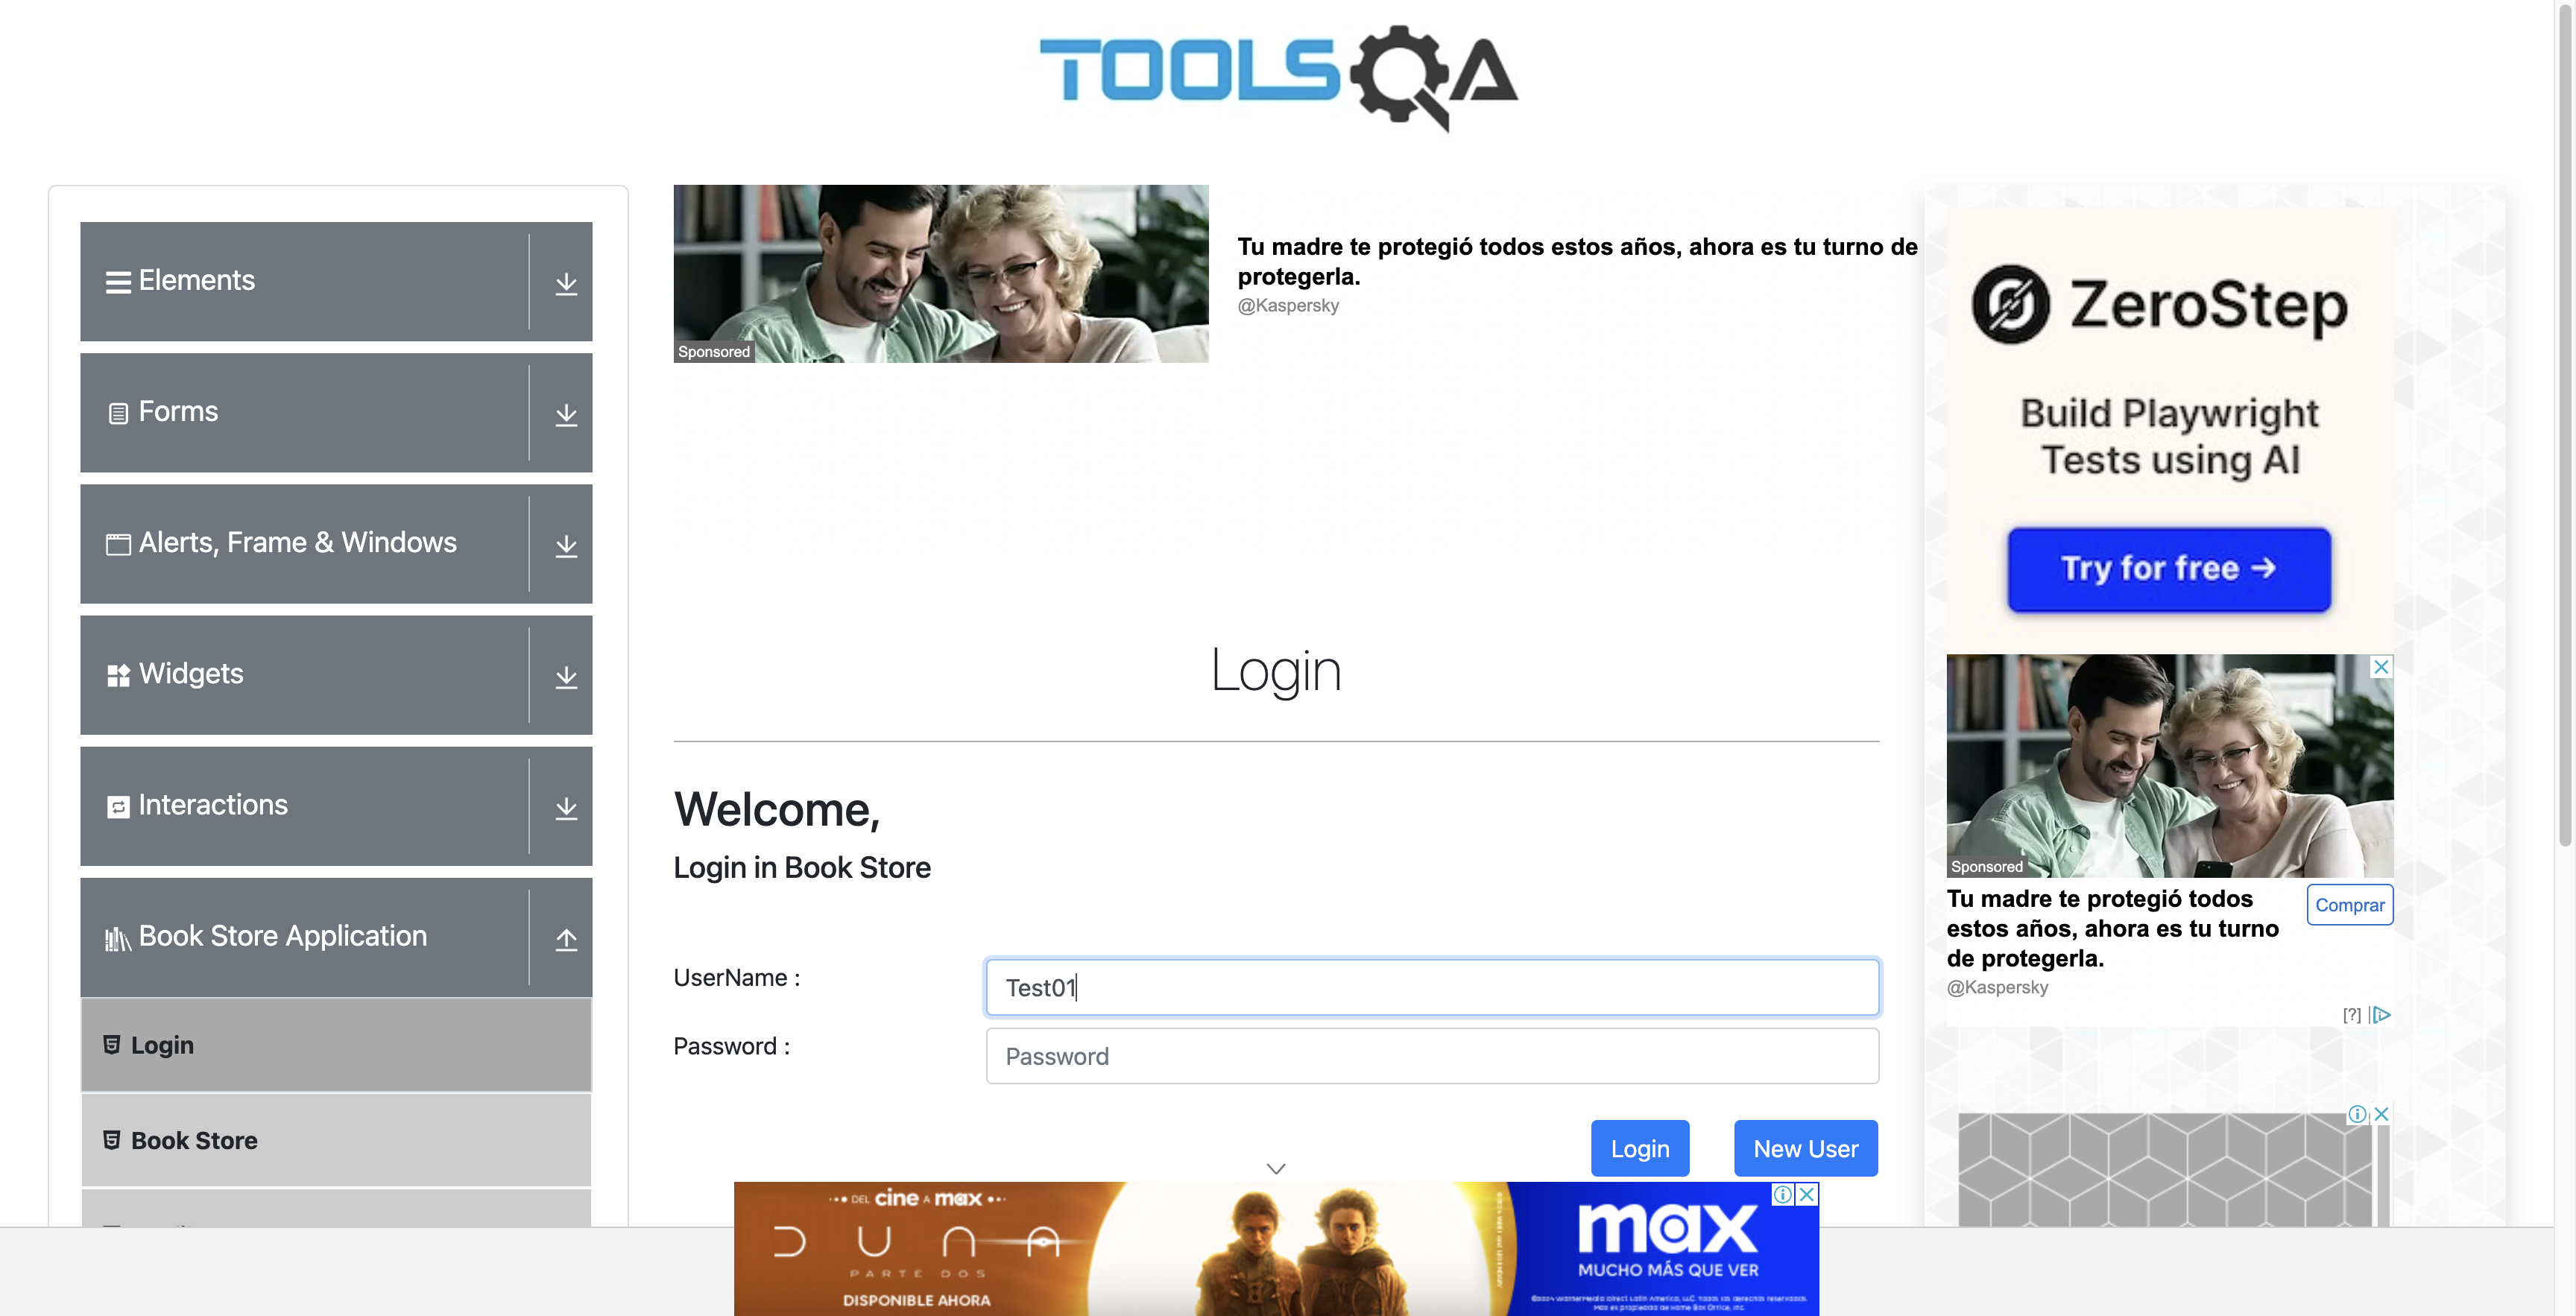 TOOLSQA
Elements
Forms
Alerts, Frame & Windows
Widgets
Interactions
Book Store Application
Login
Book Store
Sponsored
Tu madre te protegió todos estos años, ahora es tu turno de
protegerla.
@Kaspersky
Login
Welcome,
Login in Book Store
UserName :
Test01
Password :
Password
Login
New User
ZeroStep
Build Playwright
Tests using AI
Try for free →
Sponsored
Tu madre te protegió todos
estos años, ahora es tu turno
de protegerla.
Comprar
@Kaspersky
[?]
DEL cine A max
DUNA
PARTE DOS
DISPONIBLE AHORA
max
MUCHO MÁS QUE VER